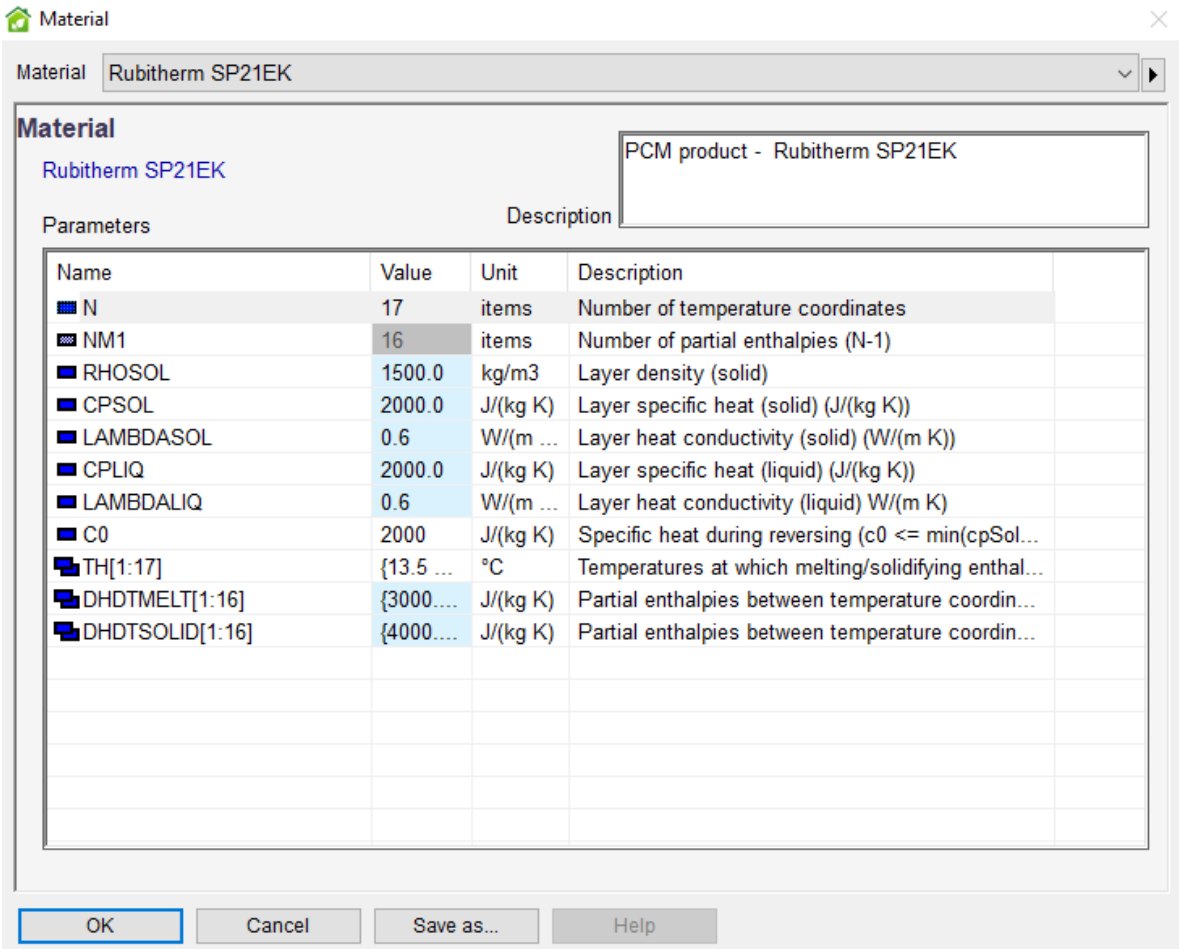 Material
Material Rubitherm SP21EK
Material
PCM product - Rubitherm SP21EK
Rubitherm SP21EK
Description
Parameters
Name Value Unit Description
N 17 items Number of temperature coordinates
NM1 16 items Number of partial enthalpies (N-1)
RHOSOL 1500.0 kg/m3 Layer density (solid)
CPSOL 2000.0 J/(kg K) Layer specific heat (solid) (J/(kg K))
LAMBDASOL 0.6 W/(m ... Layer heat conductivity (solid) (W/(m K))
CPLIQ 2000.0 J/(kg K) Layer specific heat (liquid) (J/(kg K))
LAMBDALIQ 0.6 W/(m ... Layer heat conductivity (liquid) W/(m K)
C0 2000 J/(kg K) Specific heat during reversing (c0 <= min(cpSol...
TH[1:17] {13.5 ... °C Temperatures at which melting/solidifying enthal...
DHDTMELT[1:16] {3000.... J/(kg K) Partial enthalpies between temperature coordin...
DHDTSOLID[1:16] {4000.... J/(kg K) Partial enthalpies between temperature coordin...
OK Cancel Save as... Help